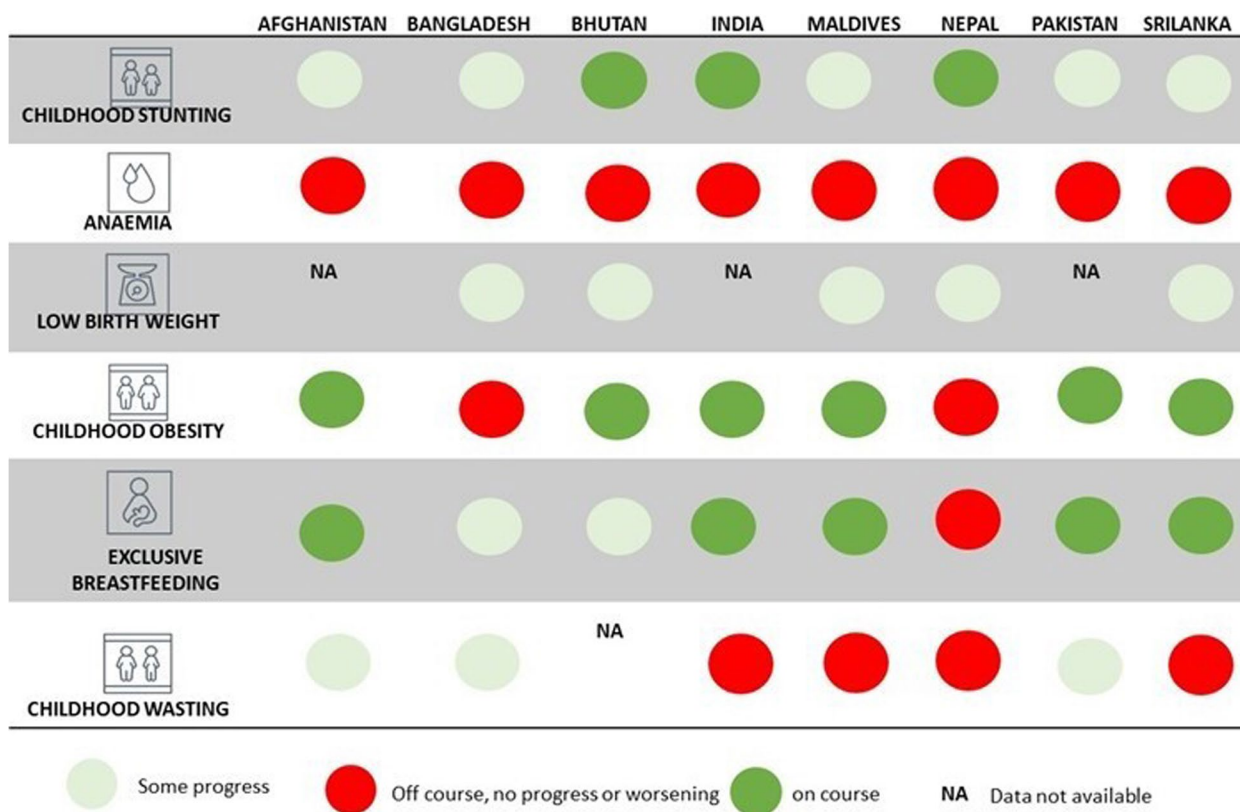 AFGHANISTAN BANGLADESH BHUTAN INDIA MALDIVES NEPAL PAKISTAN SRILANKA
CHILDHOOD STUNTING
ANAEMIA
NA NA NA
LOW BIRTH WEIGHT
CHILDHOOD OBESITY
EXCLUSIVE
BREASTFEEDING
NA
CHILDHOOD WASTING
Some progress Off course, no progress or worsening on course NA Data not available